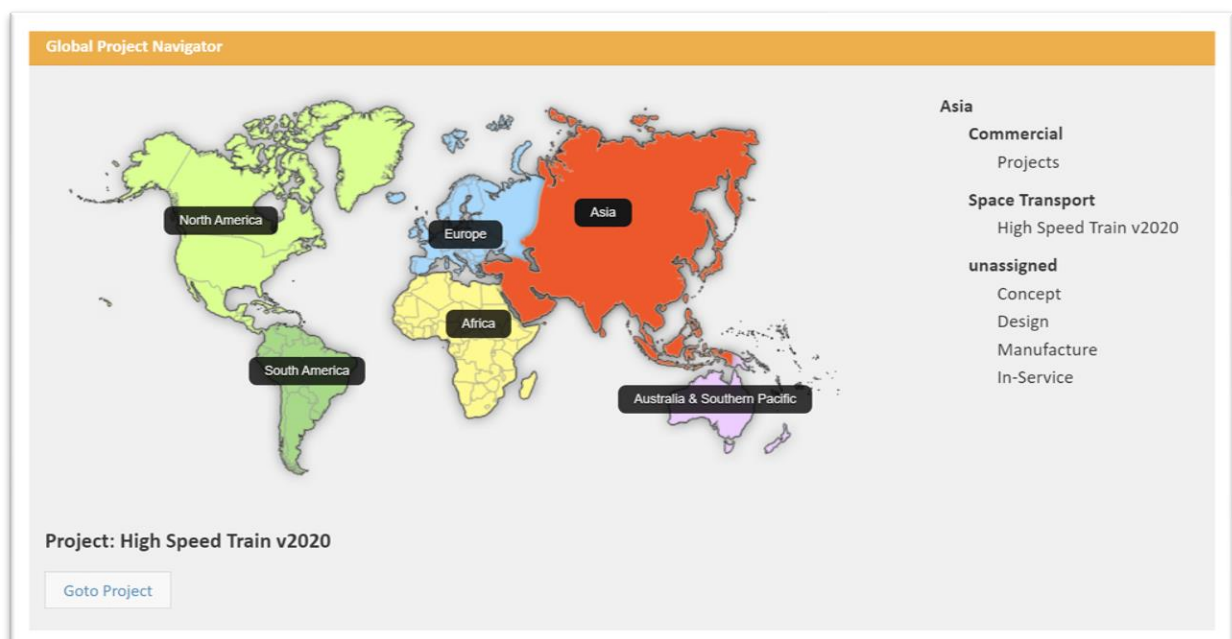 Global Project Navigator
North America
Europe
Asia
Africa
South America
Australia & Southern Pacific
Asia
Commercial
Projects
Space Transport
High Speed Train v2020
unassigned
Concept
Design
Manufacture
In-Service
Project: High Speed Train v2020
Goto Project